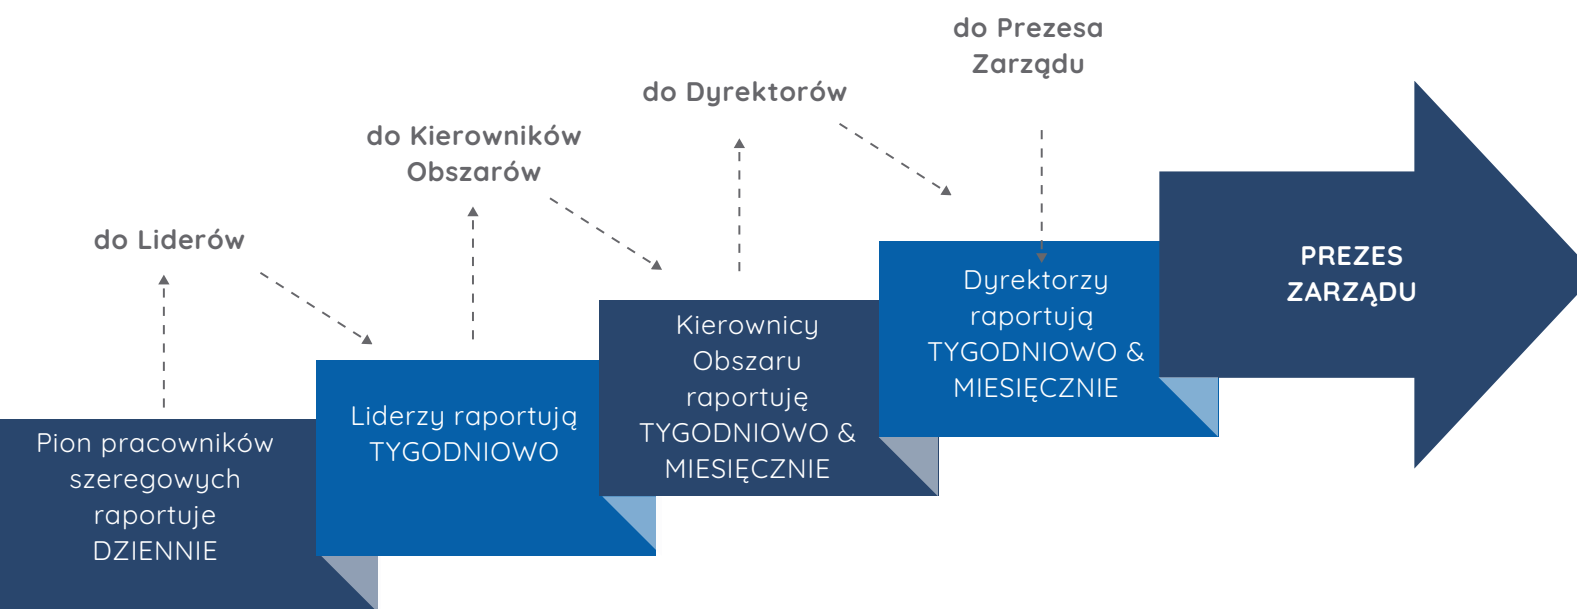 do Prezesa
Zarządu
do Dyrektorów
do Kierowników
Obszarów
do Liderów
Pion pracowników
szeregowych
raportuje
DZIENNIE
Liderzy raportują
TYGODNIOWO
Kierownicy
Obszaru
raportuję
TYGODNIOWO &
MIESIĘCZNIE
Dyrektorzy
raportują
TYGODNIOWO &
MIESIĘCZNIE
PREZES
ZARZĄDU